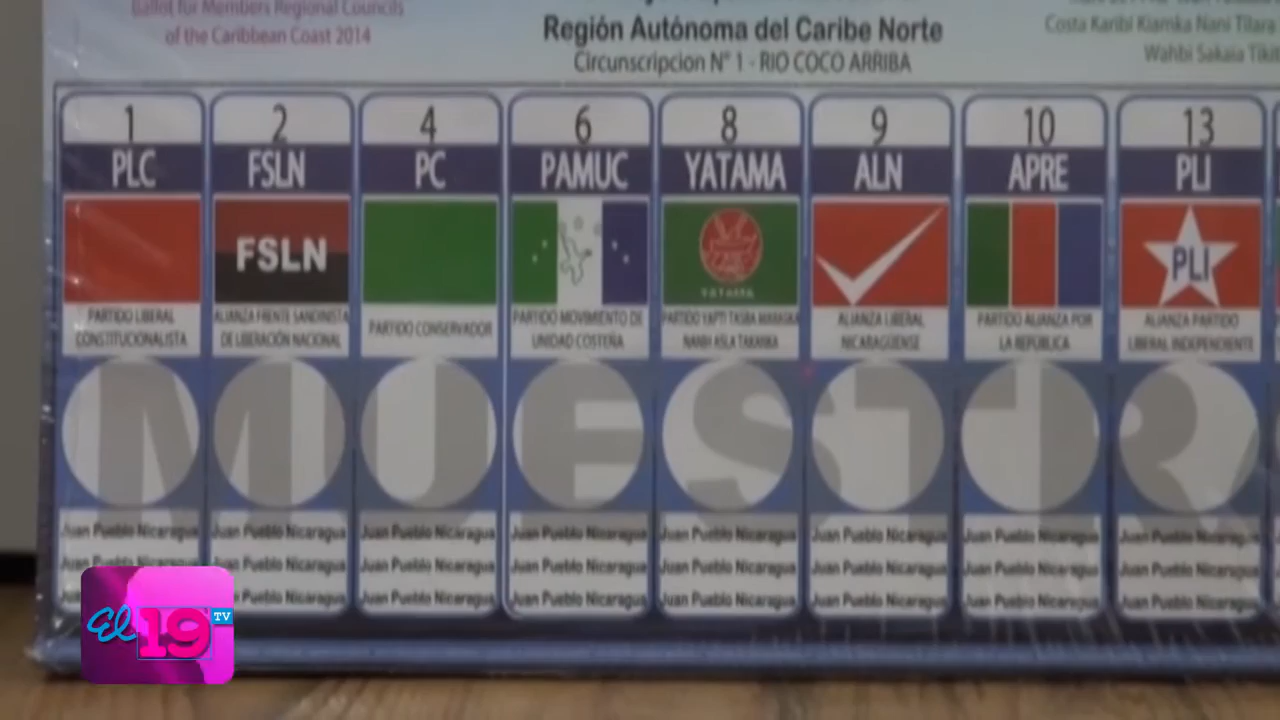 Ballot for Members Regional Councils
of the Caribbean Coast 2014
Región Autónoma del Caribe Norte
Circunscripcion N° 1 - RIO COCO ARRIBA
Costa Karibi Kiamka Nani Tilara
Wahbi Sakaia Tikit
1 2 4 6 8 9 10 13
PLC FSLN PC PAMUC YATAMA ALN APRE PLI
FSLN
YATAMA
PLI
PARTIDO LIBERAL
CONSTITUCIONALISTA
ALIANZA FRENTE SANDINISTA
DE LIBERACIÓN NACIONAL
PARTIDO CONSERVADOR
PARTIDO MOVIMIENTO DE
UNIDAD COSTEÑA
PARTIDO YAPTI TASBA MASRAKA
NANIH ASLA TAKANKA
ALIANZA LIBERAL
NICARAGÜENSE
PARTIDO ALIANZA POR
LA REPÚBLICA
ALIANZA PARTIDO
LIBERAL INDEPENDIENTE
MUESTR
Juan Pueblo Nicaragua Juan Pueblo Nicaragua Juan Pueblo Nicaragua Juan Pueblo Nicaragua Juan Pueblo Nicaragua Juan Pueblo Nicaragua Juan Pueblo Nicaragua Juan Pueblo Nicaragua
Juan Pueblo Nicaragua Juan Pueblo Nicaragua Juan Pueblo Nicaragua Juan Pueblo Nicaragua Juan Pueblo Nicaragua Juan Pueblo Nicaragua Juan Pueblo Nicaragua Juan Pueblo Nicaragua
Pueblo Nicaragua Juan Pueblo Nicaragua Juan Pueblo Nicaragua Juan Pueblo Nicaragua Juan Pueblo Nicaragua Juan Pueblo Nicaragua Juan Pueblo Nicaragua
El 19 TV